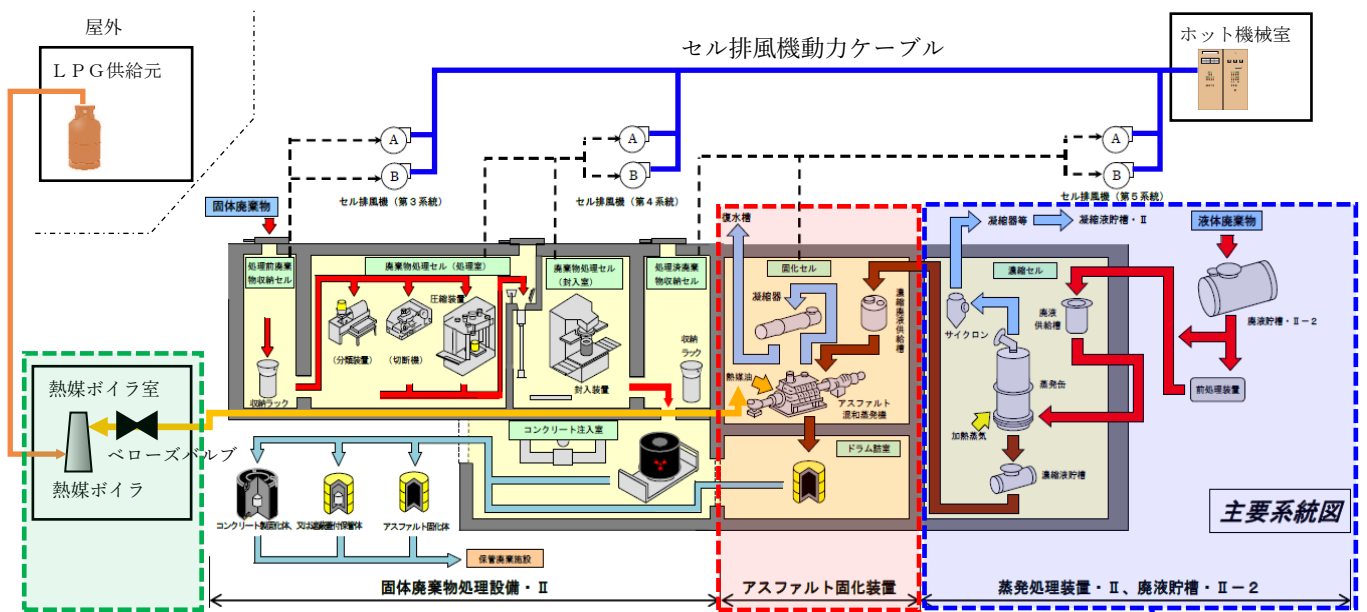 屋外
LPG供給元
セル排風機動力ケーブル
ホット機械室
A
B
セル排風機(第3系統)
A
B
セル排風機(第4系統)
A
B
セル排風機(第5系統)
固体廃棄物
復水槽
凝縮器等
凝縮液貯槽・Ⅱ
液体廃棄物
処理前廃棄
物収納セル
廃棄物処理セル(処理室)
廃棄物処理セル
(封入室)
処理済廃棄
物収納セル
固化セル
濃縮セル
圧縮装置
(分類装置)
(切断機)
収納ラック
封入装置
収納
ラック
凝縮器
濃縮廃液供給槽
サイクロン
廃液
供給槽
廃液貯槽・Ⅱ-2
蒸発缶
前処理装置
熱媒油
アスファルト
混和蒸発機
加熱蒸気
濃縮液貯槽
熱媒ボイラ室
ベローズバルブ
熱媒ボイラ
コンクリート注入室
ドラム詰室
アスファルト固化体
保管廃棄施設
主要系統図
固体廃棄物処理設備・Ⅱ
アスファルト固化装置
蒸発処理装置・Ⅱ、廃液貯槽・Ⅱ-2